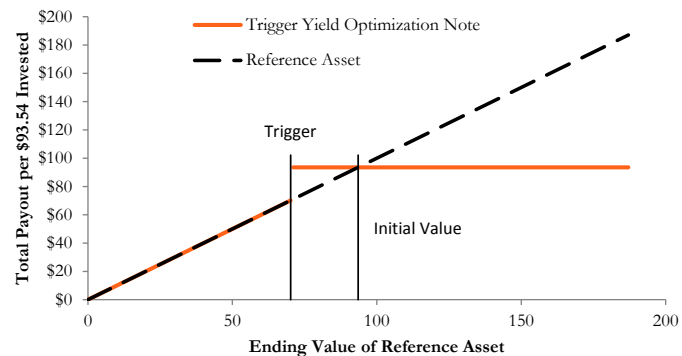 $200
Trigger Yield Optimization Note
$180
Reference Asset
$160
$140
$120
Trigger
$100
$80
$60
Initial Value
$40
$20
$0
0
50
100
150
200
Total Payout per $93.54 Invested
Ending Value of Reference Asset